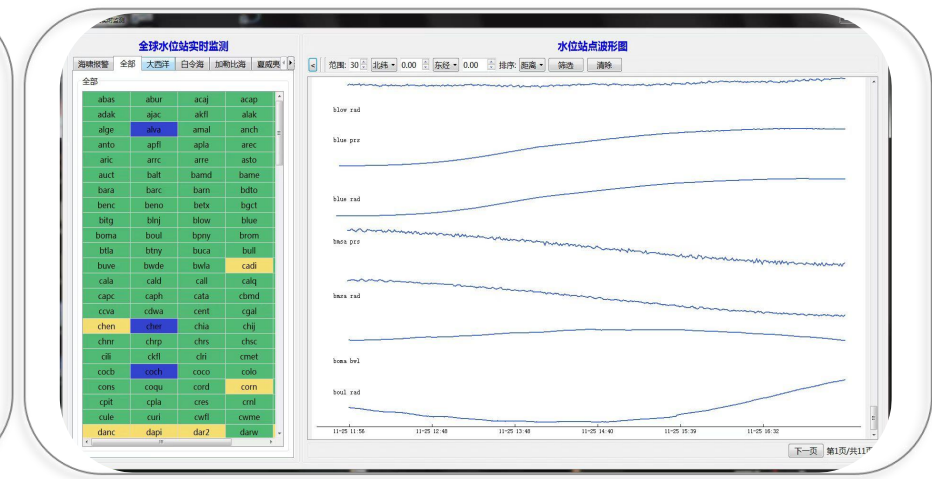 全球水位站实时监测
海啸报警 全部 大西洋 白令海 加勒比海 夏威夷
全部
abas abur acaj acap
adak ajac akfl alak
alge alva amal anch
anto apfl apla arec
aric arrc arre asto
auct balt bamd bame
bara barc barn bdto
benc beno betx bgct
bitg blnj blow blue
boma boul bpny brom
btla btny buca bull
buve bwde bwla cadi
cala cald call calq
capc caph cata cbmd
ccva cdwa cent cgal
chen cher chia chij
chnr chrp chrs chsc
cili ckfl clri cmet
cocb coch coco colo
cons coqu cord corn
cpit cpla cres crnl
cule curi cwfl cwme
danc dapi dar2 darw
水位站点波形图
< 范围: 30 北纬 0.00 东经 0.00 排序: 距离 筛选 清除
blow rad
blue prs
blue rad
bmsa prs
bmsa rad
boma bwl
boul rad
11-25 11:56 11-25 12:48 11-25 13:48 11-25 14:40 11-25 15:39 11-25 16:32
下一页 第1页/共11页